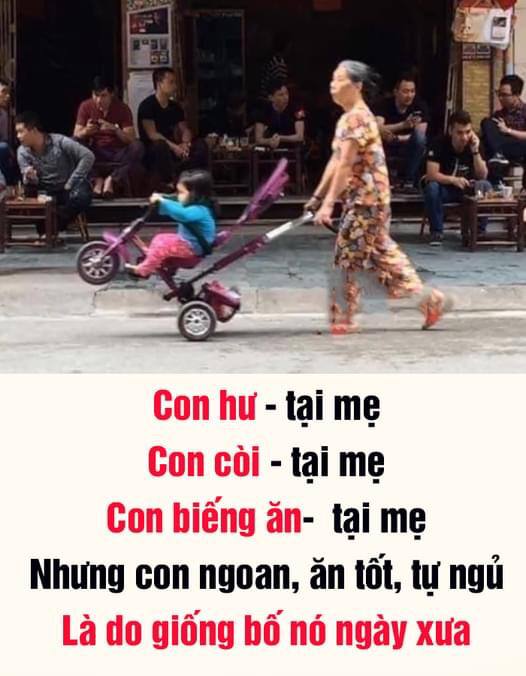 Con hư - tại mẹ
Con còi - tại mẹ
Con biếng ăn-  tại mẹ
Nhưng con ngoan, ăn tốt, tự ngủ
Là do giống bố nó ngày xưa